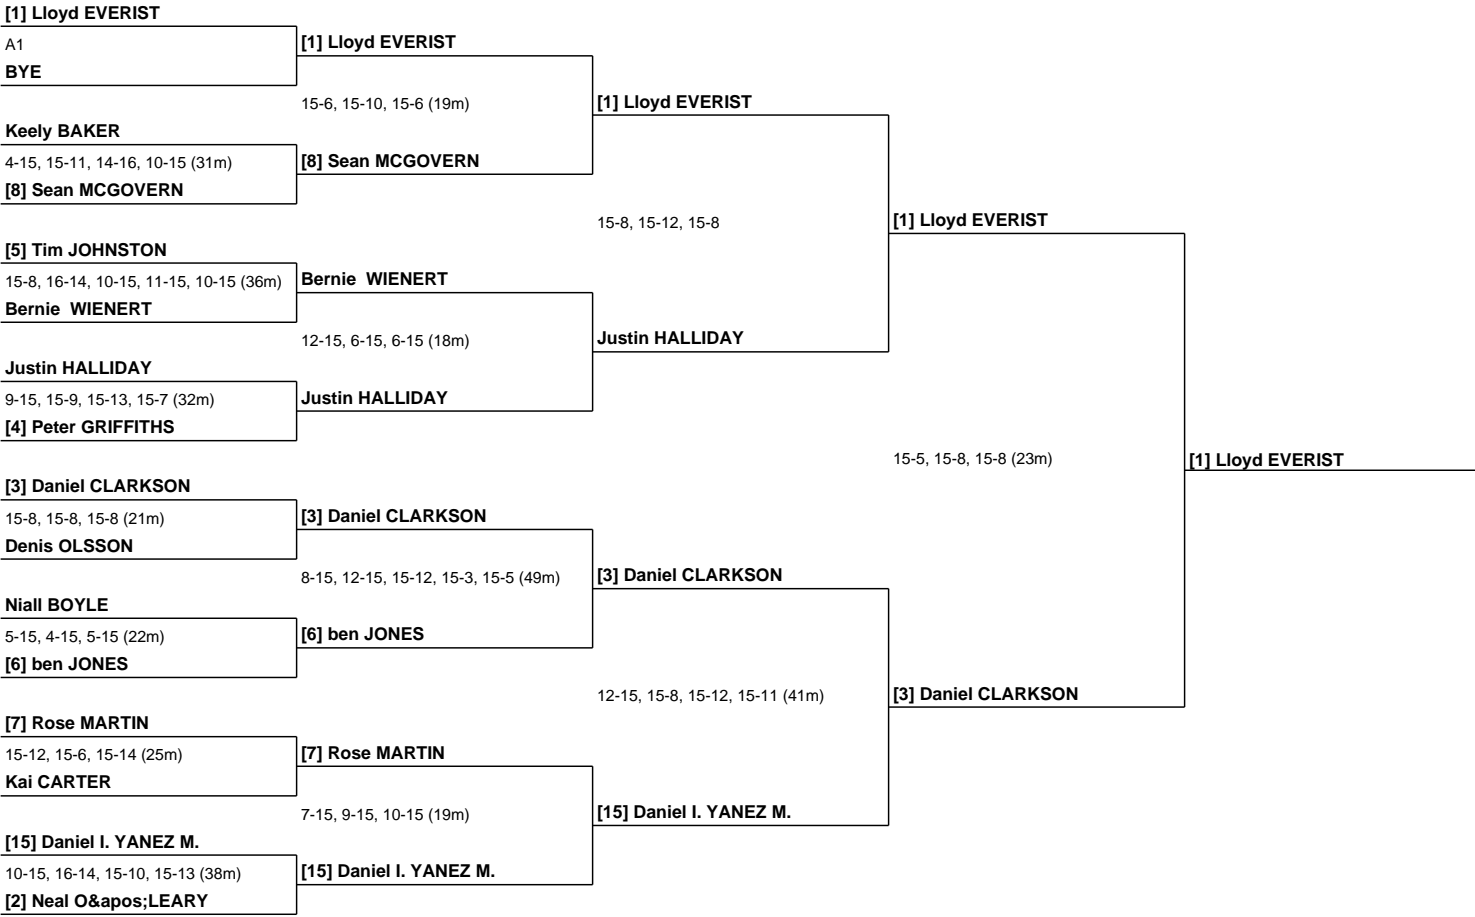 [1] Lloyd EVERIST
A1
BYE
[1] Lloyd EVERIST
15-6, 15-10, 15-6 (19m)
[1] Lloyd EVERIST
Keely BAKER
4-15, 15-11, 14-16, 10-15 (31m)
[8] Sean MCGOVERN
[8] Sean MCGOVERN
15-8, 15-12, 15-8
[1] Lloyd EVERIST
[5] Tim JOHNSTON
15-8, 16-14, 10-15, 11-15, 10-15 (36m)
Bernie  WIENERT
Bernie  WIENERT
12-15, 6-15, 6-15 (18m)
Justin HALLIDAY
Justin HALLIDAY
9-15, 15-9, 15-13, 15-7 (32m)
[4] Peter GRIFFITHS
Justin HALLIDAY
15-5, 15-8, 15-8 (23m)
[1] Lloyd EVERIST
[3] Daniel CLARKSON
15-8, 15-8, 15-8 (21m)
Denis OLSSON
[3] Daniel CLARKSON
8-15, 12-15, 15-12, 15-3, 15-5 (49m)
[3] Daniel CLARKSON
Niall BOYLE
5-15, 4-15, 5-15 (22m)
[6] ben JONES
[6] ben JONES
12-15, 15-8, 15-12, 15-11 (41m)
[3] Daniel CLARKSON
[7] Rose MARTIN
15-12, 15-6, 15-14 (25m)
Kai CARTER
[7] Rose MARTIN
7-15, 9-15, 10-15 (19m)
[15] Daniel I. YANEZ M.
[15] Daniel I. YANEZ M.
10-15, 16-14, 15-10, 15-13 (38m)
[2] Neal O&apos;LEARY
[15] Daniel I. YANEZ M.